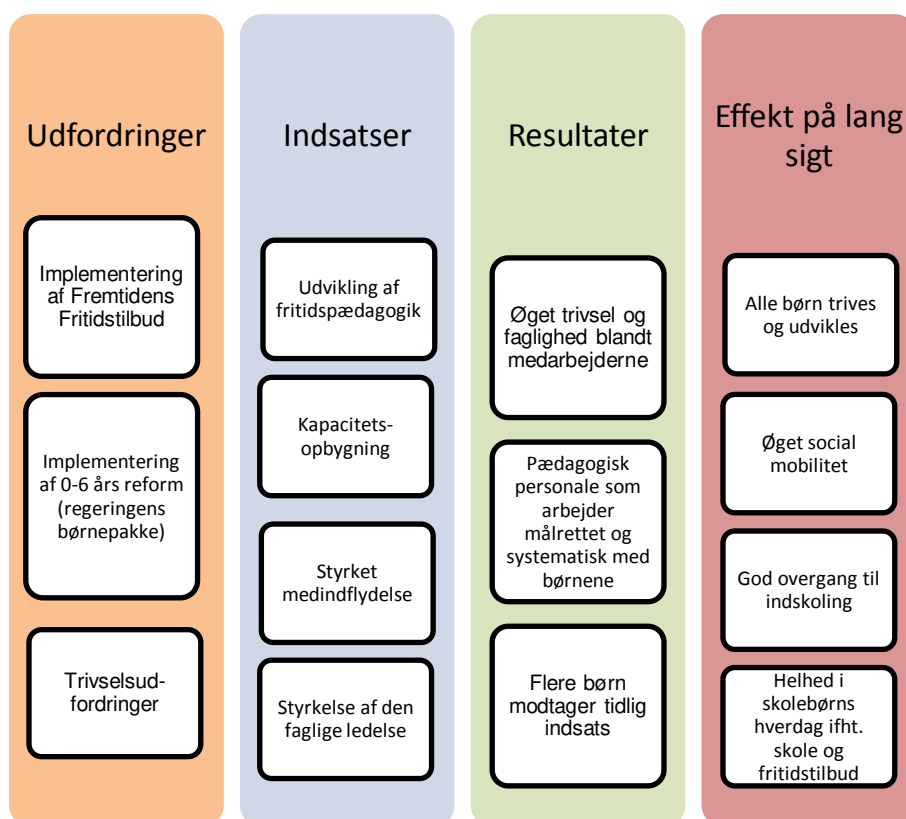 Udfordringer
Implementering
af Fremtidens
Fritidstilbud
Implementering
af 0-6 års reform
(regeringens
børnepakke)
Trivselsud-
fordringer
Indsatser
Udvikling af
fritidspædagogik
Kapacitets-
opbygning
Styrket
medindflydelse
Styrkelse af den
faglige ledelse
Resultater
Øget trivsel og
faglighed blandt
medarbejderne
Pædagogisk
personale som
arbejder
målrettet og
systematisk med
børnene
Flere børn
modtager tidlig
indsats
Effekt på lang
sigt
Alle børn trives
og udvikles
Øget social
mobilitet
God overgang til
indskoling
Helhed i
skolebørns
hverdag ifht.
skole og
fritidstilbud